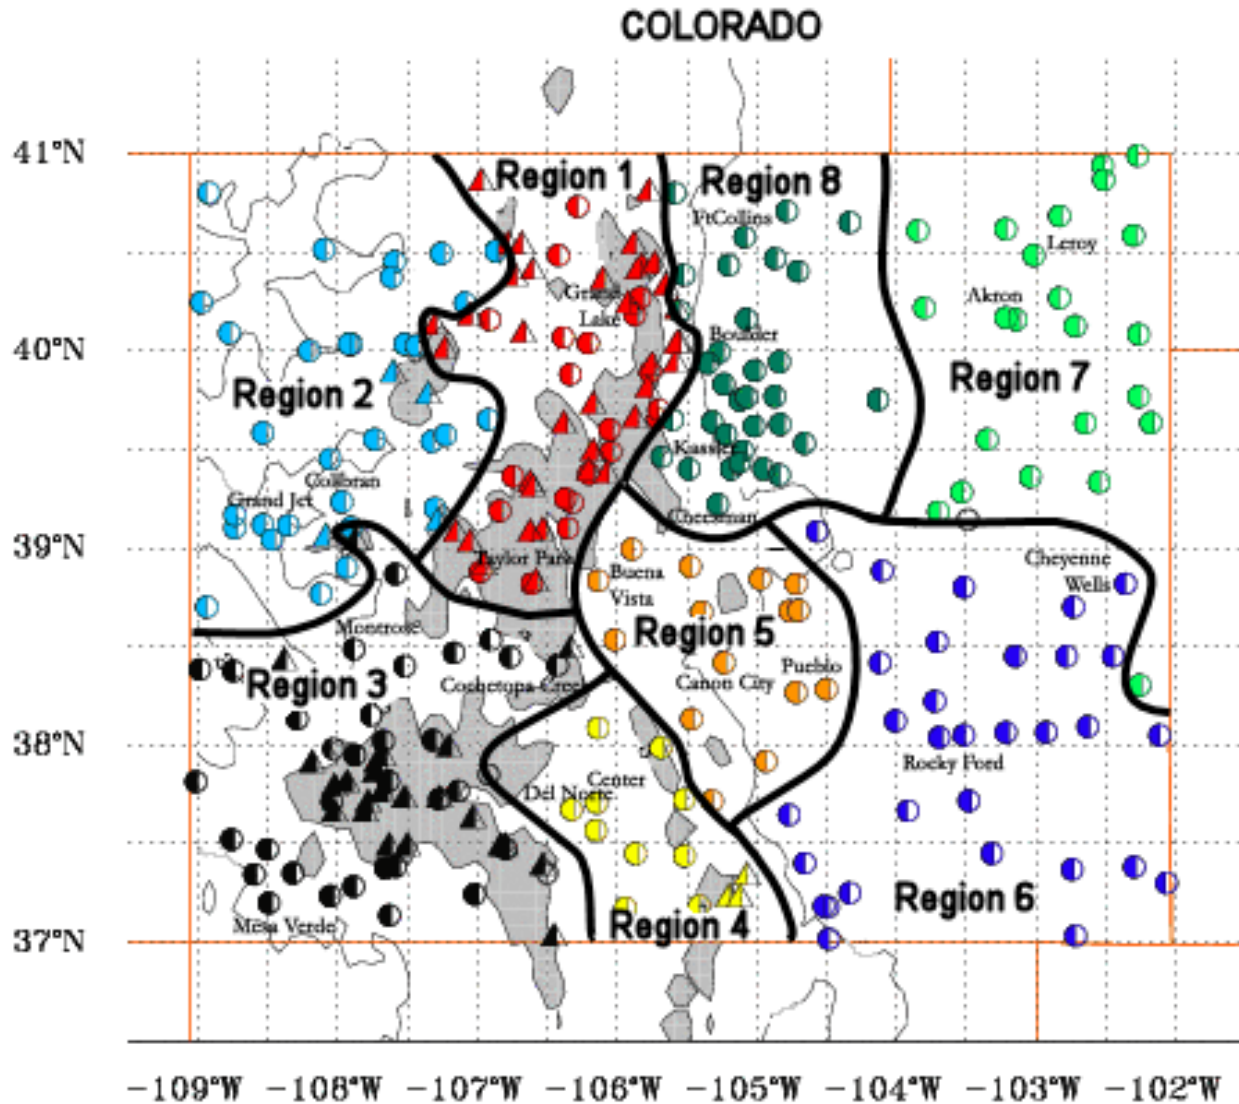 COLORADO
41°N
Region 1
Region 8
FtCollins
Leroy
Grand
Lake
Akron
Boulder
40°N
Region 2
Region 7
Kassler
Collbran
Grand Jct
Cheesman
39°N
Taylor Park
Buena
Vista
Cheyenne
Wells
Montrose
Region 5
Pueblo
Region 3
Cochetopa Creek
Canon City
38°N
Rocky Ford
Center
Del Norte
Region 6
Mesa Verde
Region 4
37°N
-109°W -108°W -107°W -106°W -105°W -104°W -103°W -102°W